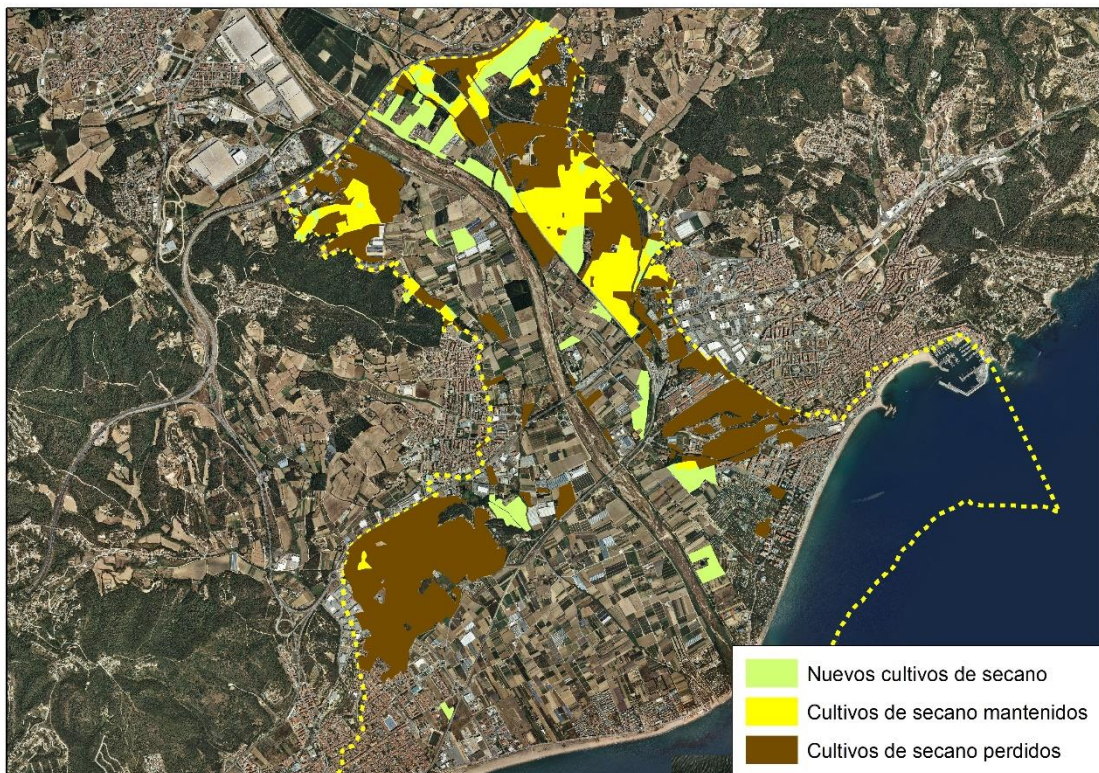 Nuevos cultivos de secano
Cultivos de secano mantenidos
Cultivos de secano perdidos